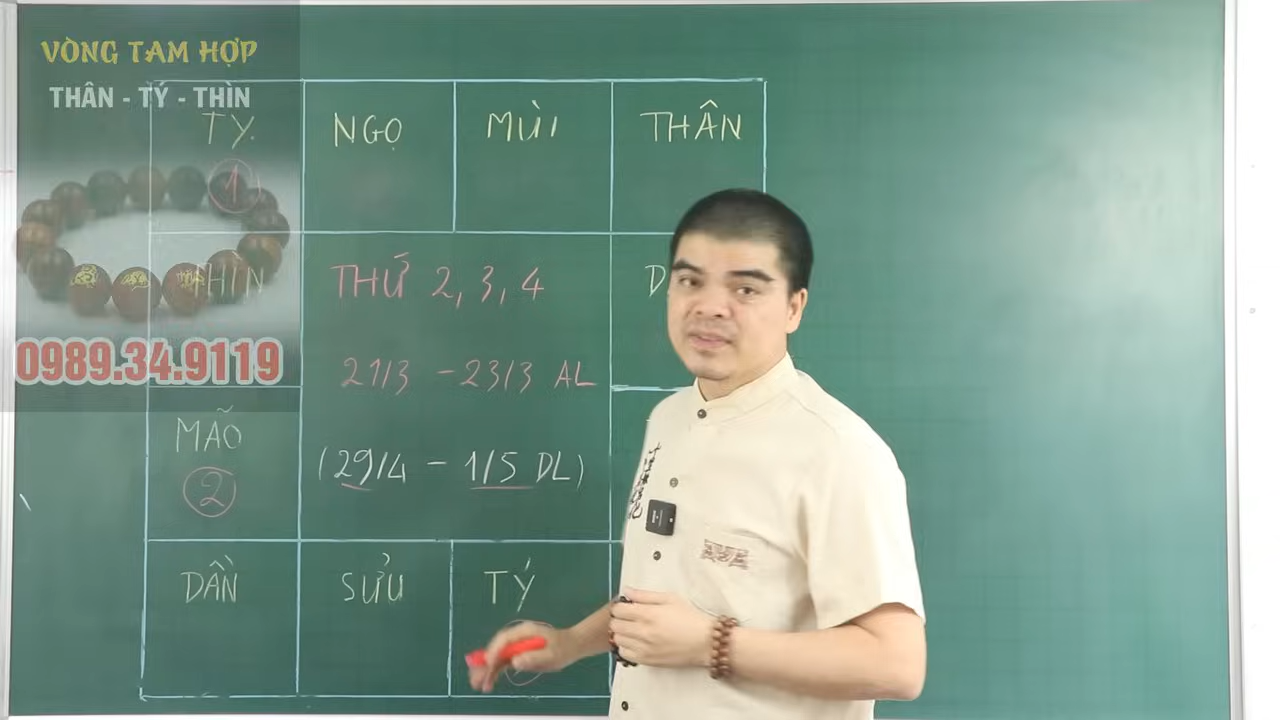 VÒNG TAM HỢP
THÂN - TÝ - THÌN
TỴ. NGỌ MÙI THÂN
1
THÌN THỨ 2, 3, 4 D
21/3 - 23/3 AL
0989.34.9119
MÃO
2
(29/4 - 1/5 DL)
DẦN SỬU TÝ